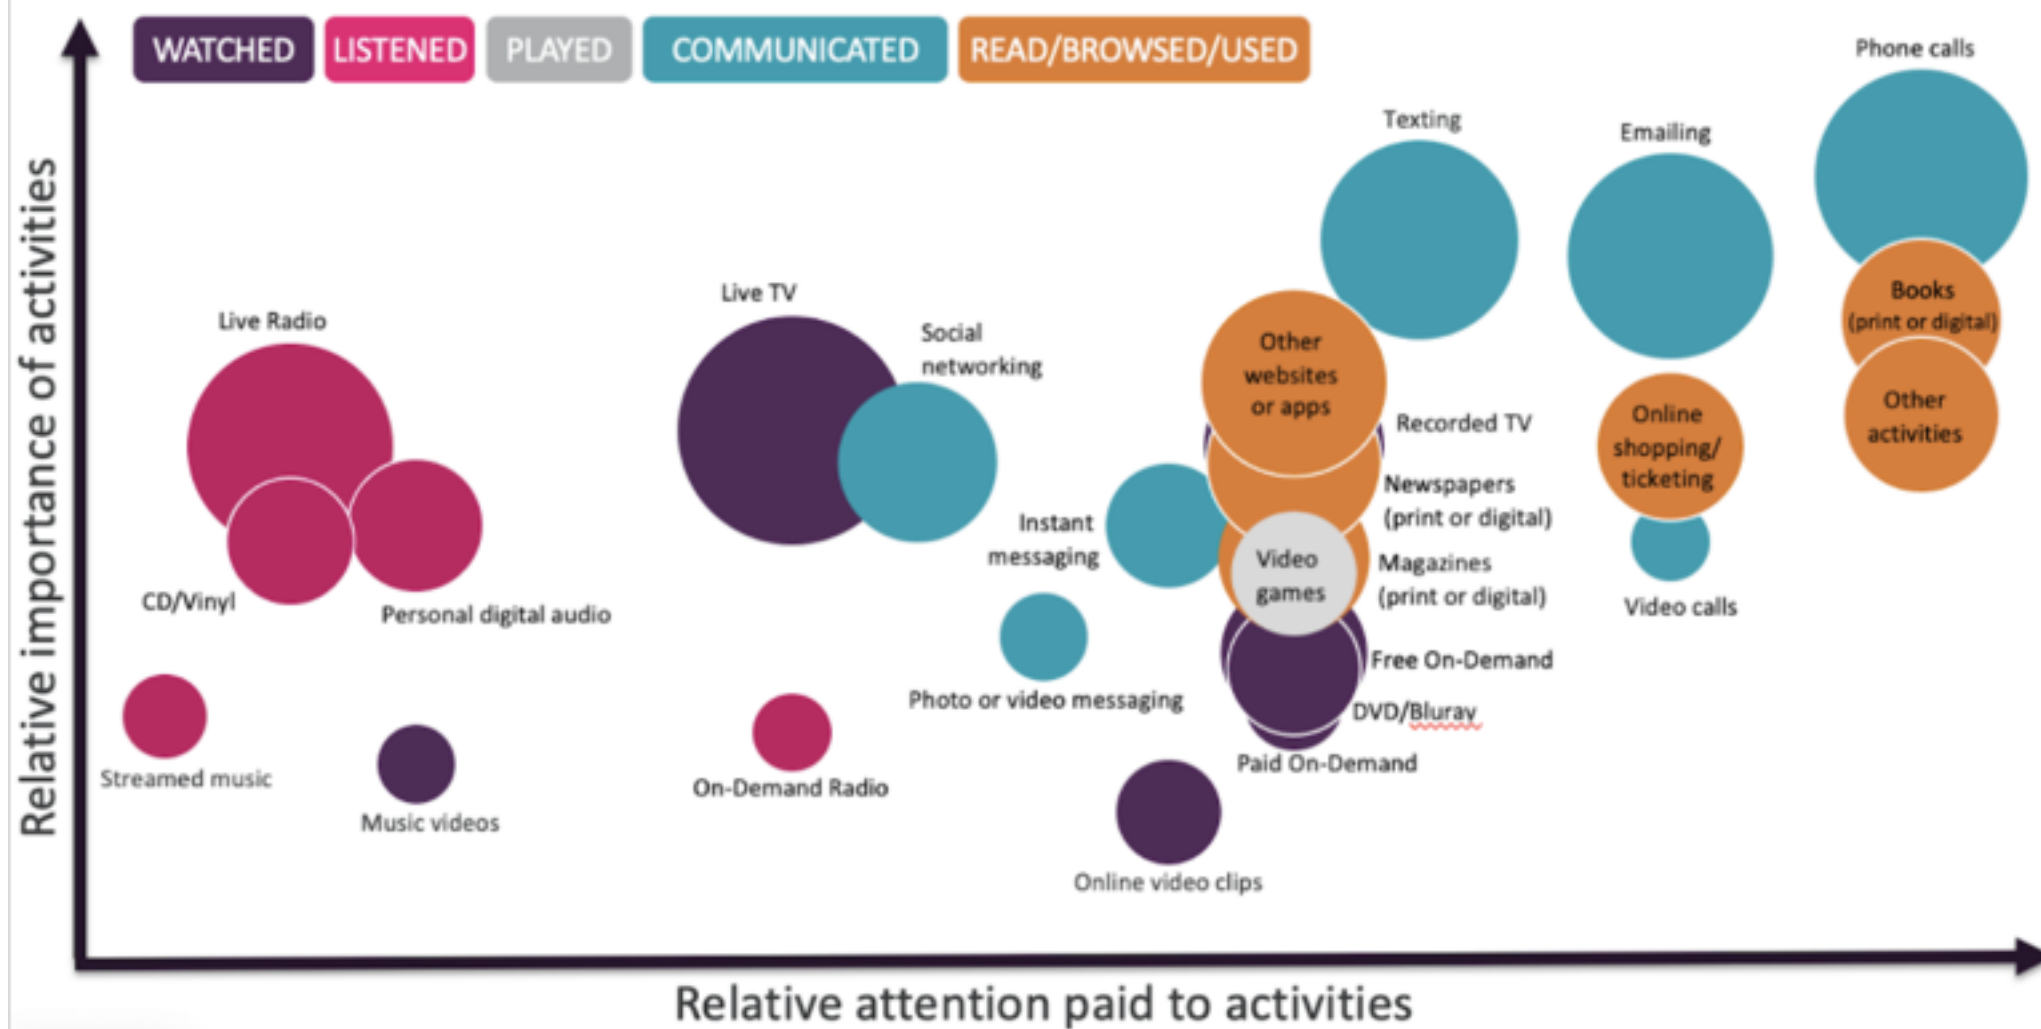 WATCHED LISTENED PLAYED COMMUNICATED READ/BROWSED/USED
Phone calls
Texting
Emailing
Live TV
Live Radio
Social
networking
Books
(print or digital)
Other
websites
or apps
Other
activities
Recorded TV
Online
shopping/
ticketing
Newspapers
(print or digital)
Instant
messaging
Video
games
Magazines
(print or digital)
CD/Vinyl
Personal digital audio
Video calls
Free On-Demand
Photo or video messaging
DVD/Bluray
Paid On-Demand
Streamed music
On-Demand Radio
Music videos
Online video clips
Relative importance of activities
Relative attention paid to activities